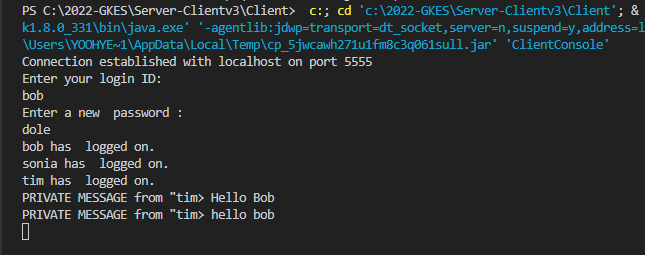 PS C:\2022-GKES\Server-Clientv3\Client>  c:; cd 'c:\2022-GKES\Server-Clientv3\Client'; &
k1.8.0_331\bin\java.exe' '-agentlib:jdwp=transport=dt_socket,server=n,suspend=y,address=l
\Users\YOOHYE~1\AppData\Local\Temp\cp_5jwcawh271u1fm8c3q061sull.jar' 'ClientConsole'
Connection established with localhost on port 5555
Enter your login ID:
bob
Enter a new  password :
dole
bob has  logged on.
sonia has  logged on.
tim has  logged on.
PRIVATE MESSAGE from "tim> Hello Bob
PRIVATE MESSAGE from "tim> hello bob